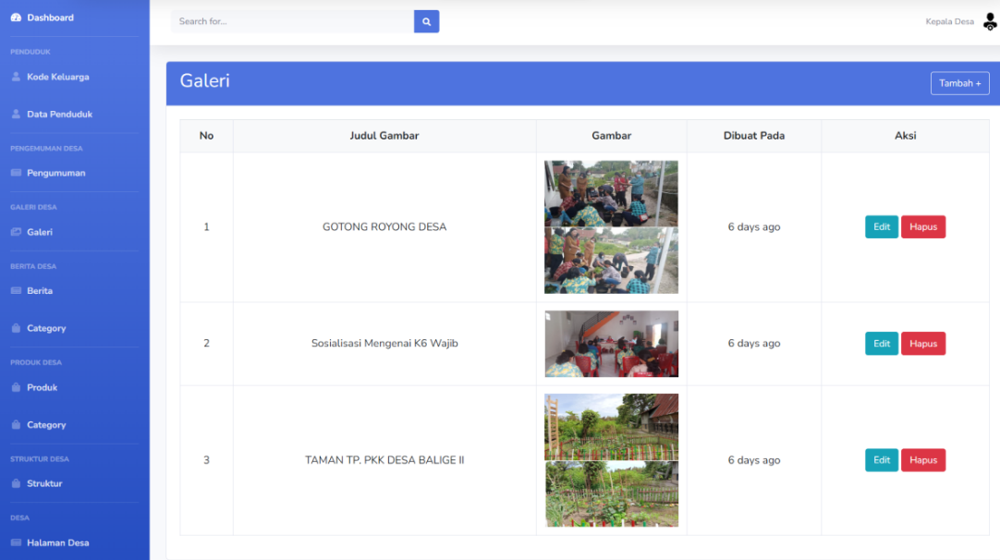 Dashboard
PENDUDUK
Kode Keluarga
Data Penduduk
PENGEMUMAN DESA
Pengumuman
GALERI DESA
Galeri
BERITA DESA
Berita
Category
PRODUK DESA
Produk
Category
STRUKTUR DESA
Struktur
DESA
Halaman Desa
Search for...
Kepala Desa
Galeri
Tambah +
No Judul Gambar Gambar Dibuat Pada Aksi
1 GOTONG ROYONG DESA 6 days ago Edit Hapus
2 Sosialisasi Mengenai K6 Wajib 6 days ago Edit Hapus
3 TAMAN TP. PKK DESA BALIGE II 6 days ago Edit Hapus